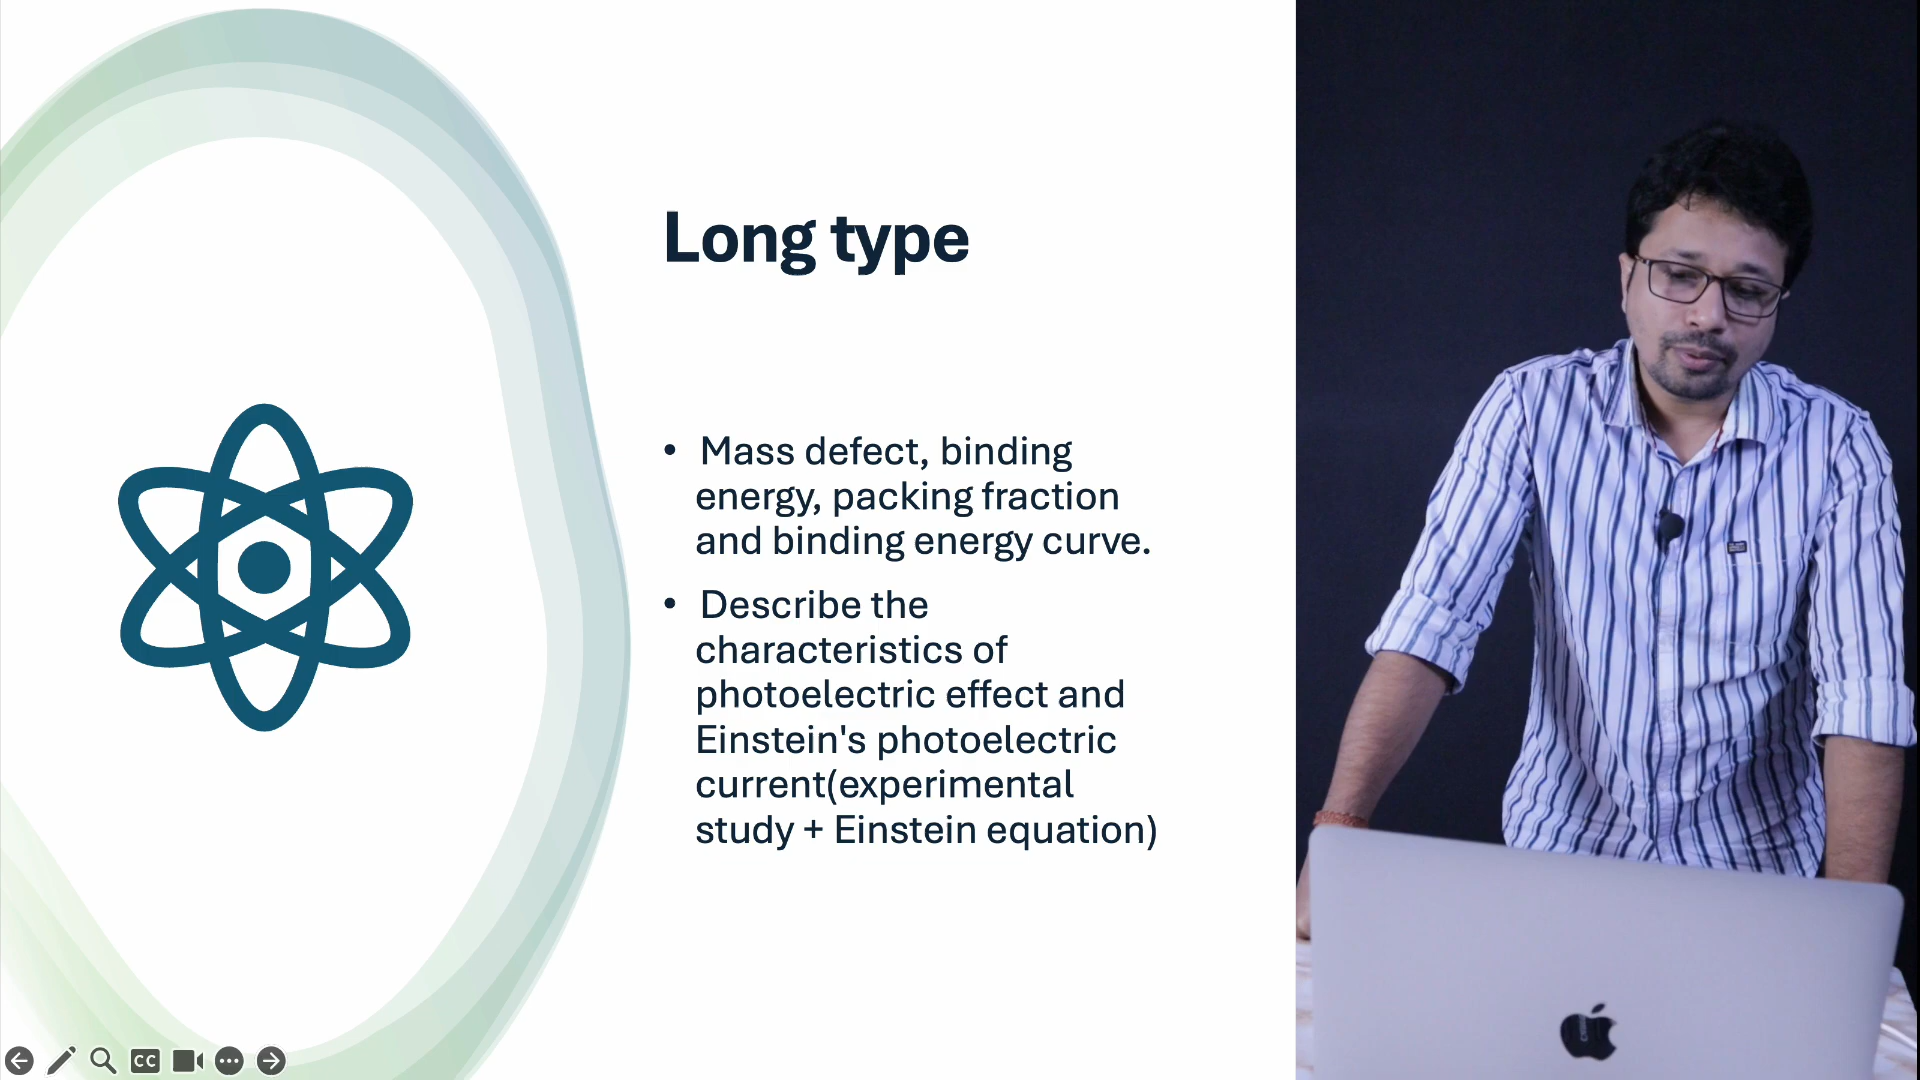 Long type
• Mass defect, binding
energy, packing fraction
and binding energy curve.
• Describe the
characteristics of
photoelectric effect and
Einstein's photoelectric
current(experimental
study + Einstein equation)
CC